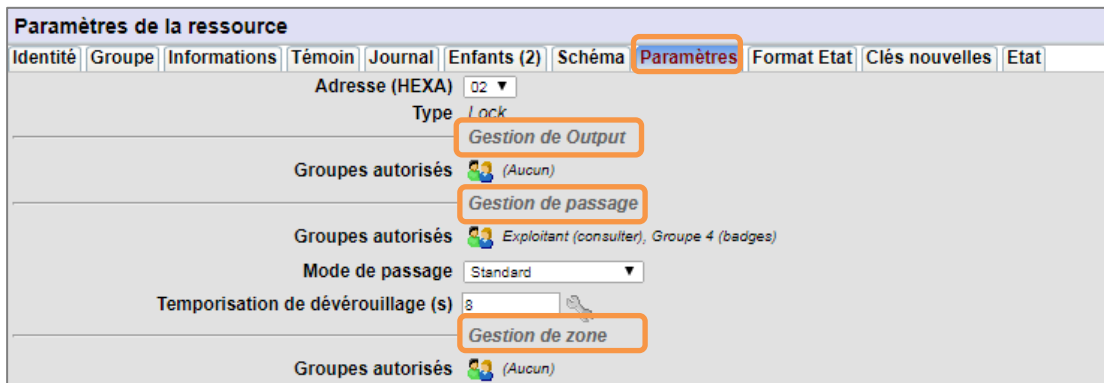 Paramètres de la ressource
Identité Groupe Informations Témoin Journal Enfants (2) Schéma Paramètres Format Etat Clés nouvelles Etat
Adresse (HEXA) 02
Type Lock
Gestion de Output
Groupes autorisés (Aucun)
Gestion de passage
Groupes autorisés Exploitant (consulter), Groupe 4 (badges)
Mode de passage Standard
Temporisation de dévérouillage (s) 8
Gestion de zone
Groupes autorisés (Aucun)